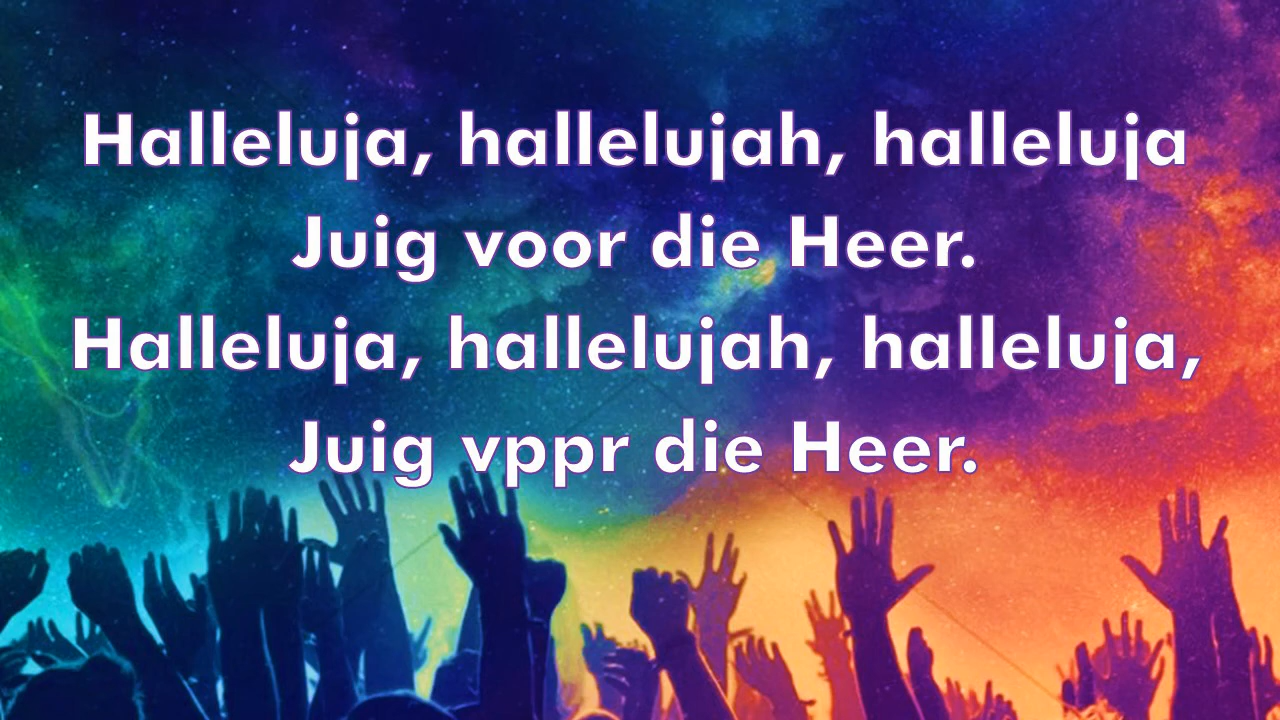 Halleluja, hallelujah, halleluja
Juig voor die Heer.
Halleluja, hallelujah, halleluja,
Juig vppr die Heer.